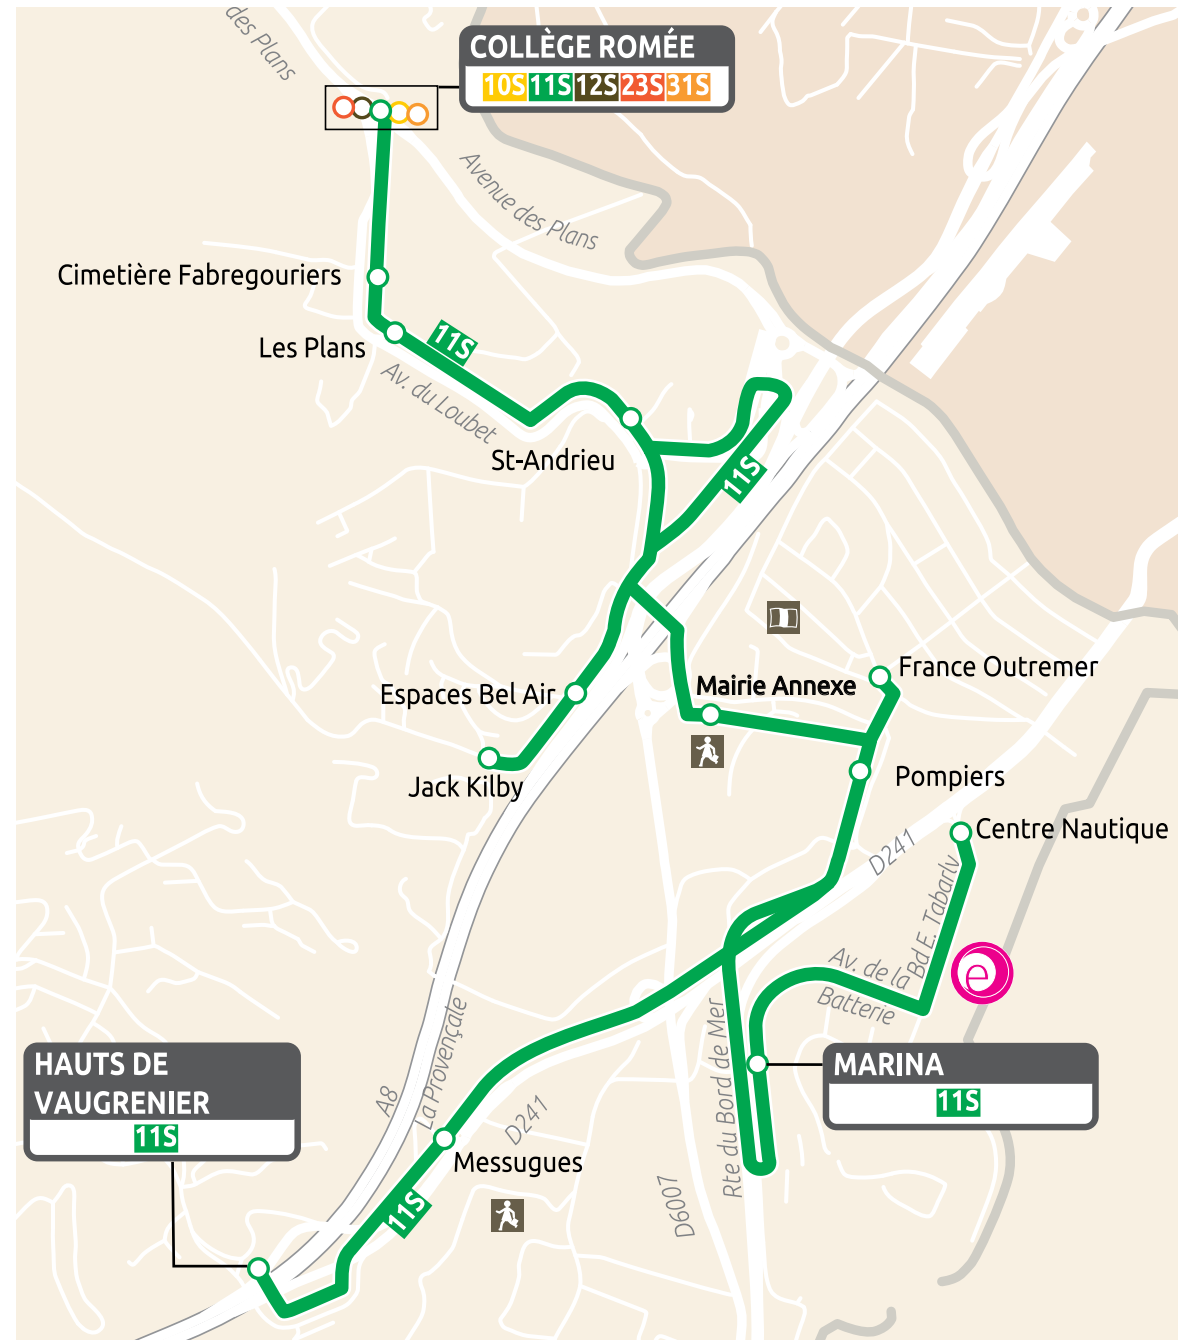 des Plans
COLLÈGE ROMÉE
10S 11S 12S 23S 31S
Avenue des Plans
Cimetière Fabregouriers
Les Plans
11S
Av. du Loubet
St-Andrieu
11S
France Outremer
Mairie Annexe
Espaces Bel Air
Jack Kilby
Pompiers
Centre Nautique
D241
Bd E. Tabarly
Av. de la
Batterie
e
La Provençale
A8
Rte du Bord de Mer
HAUTS DE
VAUGRENIER
11S
MARINA
11S
D241
Messugues
11S
D6007